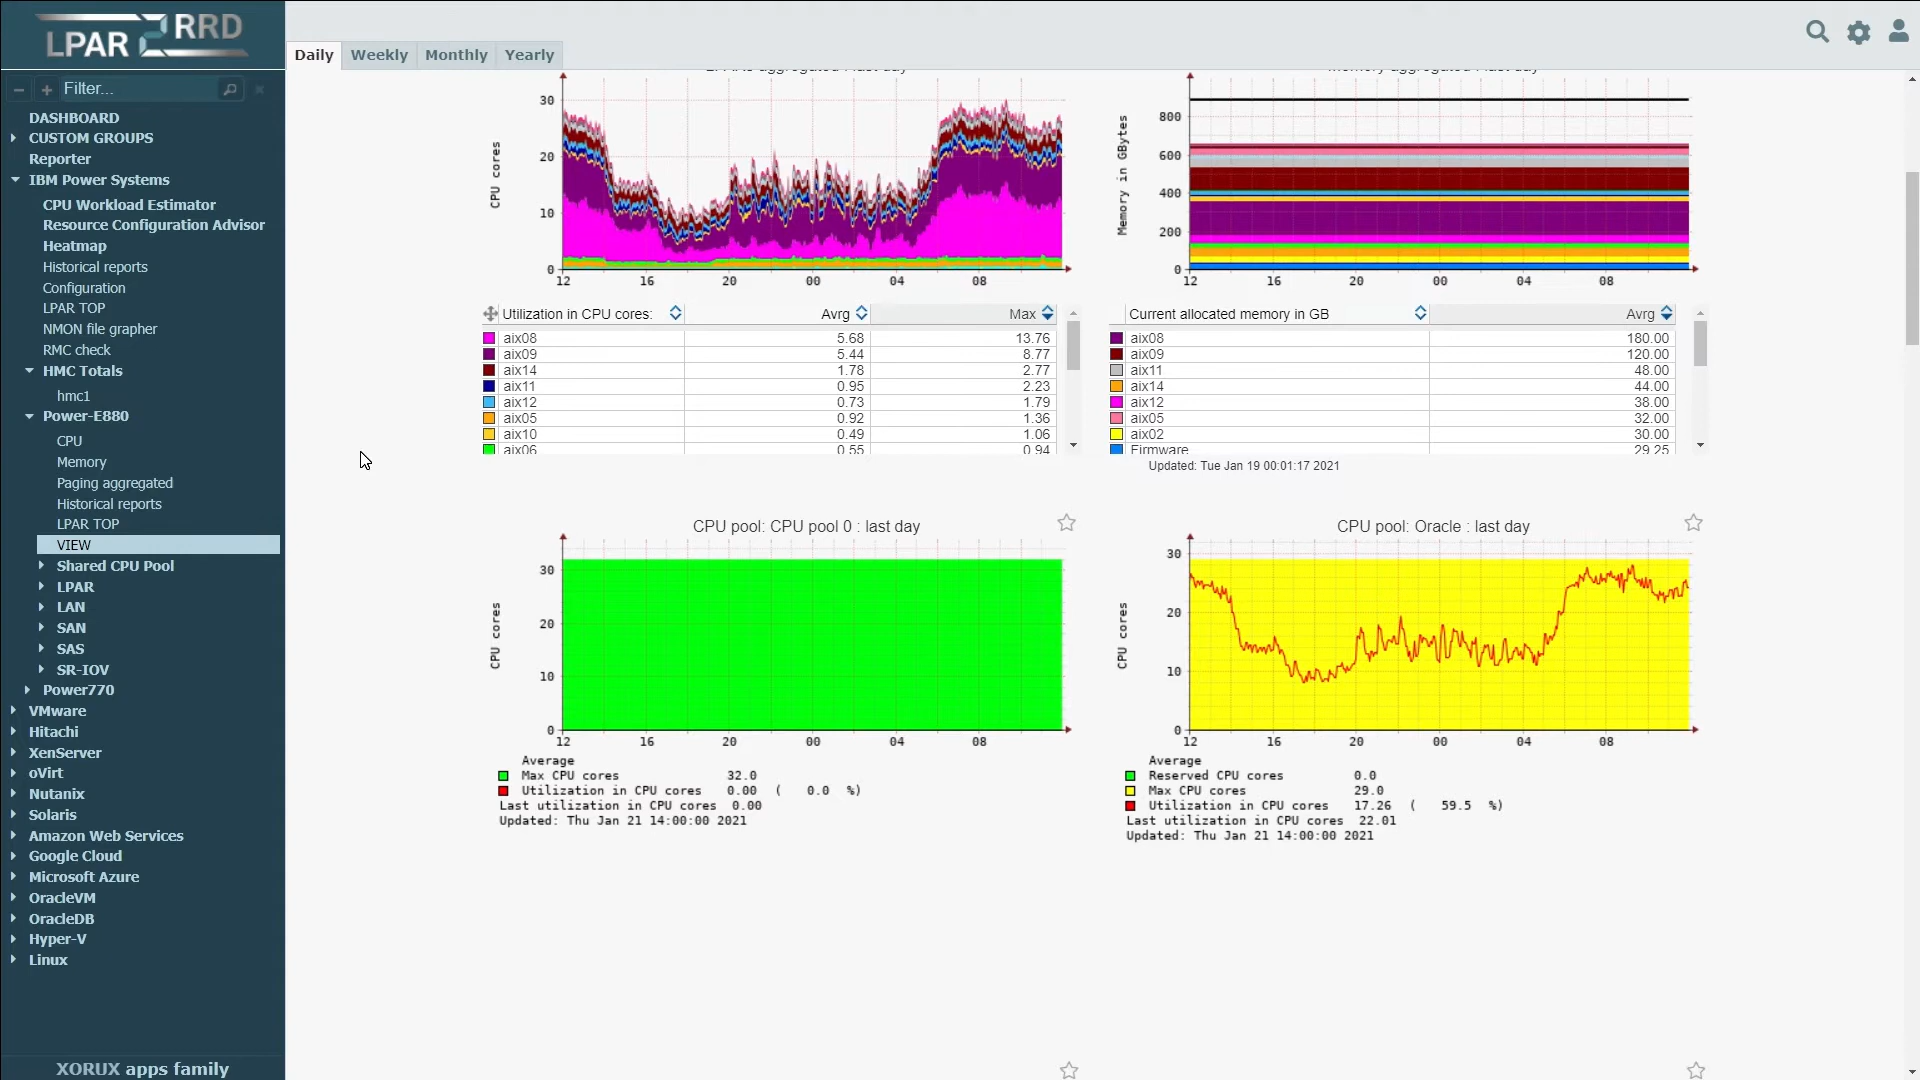 LPAR 2 RRD
Filter...
DASHBOARD
CUSTOM GROUPS
Reporter
IBM Power Systems
CPU Workload Estimator
Resource Configuration Advisor
Heatmap
Historical reports
Configuration
LPAR TOP
NMON file grapher
RMC check
HMC Totals
hmc1
Power-E880
CPU
Memory
Paging aggregated
Historical reports
LPAR TOP
VIEW
Shared CPU Pool
LPAR
LAN
SAN
SAS
SR-IOV
Power770
VMware
Hitachi
XenServer
oVirt
Nutanix
Solaris
Amazon Web Services
Google Cloud
Microsoft Azure
OracleVM
OracleDB
Hyper-V
Linux
XORUX apps family
Daily Weekly Monthly Yearly
CPU cores
30
20
10
0
12 16 20 00 04 08
Utilization in CPU cores: Avrg Max
aix08 5.68 13.76
aix09 5.44 8.77
aix14 1.78 2.77
aix11 0.95 2.23
aix12 0.73 1.79
aix05 0.92 1.36
aix10 0.49 1.06
aix06 0.55 0.94
Memory in GBytes
800
600
400
200
0
12 16 20 00 04 08
Current allocated memory in GB Avrg
aix08 180.00
aix09 120.00
aix11 48.00
aix14 44.00
aix12 38.00
aix05 32.00
aix02 30.00
Firmware 29.25
Updated: Tue Jan 19 00:01:17 2021
CPU pool: CPU pool 0 : last day
CPU cores
30
20
10
0
12 16 20 00 04 08
Average
Max CPU cores 32.0
Utilization in CPU cores 0.00 ( 0.0 %)
Last utilization in CPU cores 0.00
Updated: Thu Jan 21 14:00:00 2021
CPU pool: Oracle : last day
CPU cores
30
20
10
0
12 16 20 00 04 08
Average
Reserved CPU cores 0.0
Max CPU cores 29.0
Utilization in CPU cores 17.26 ( 59.5 %)
Last utilization in CPU cores 22.01
Updated: Thu Jan 21 14:00:00 2021